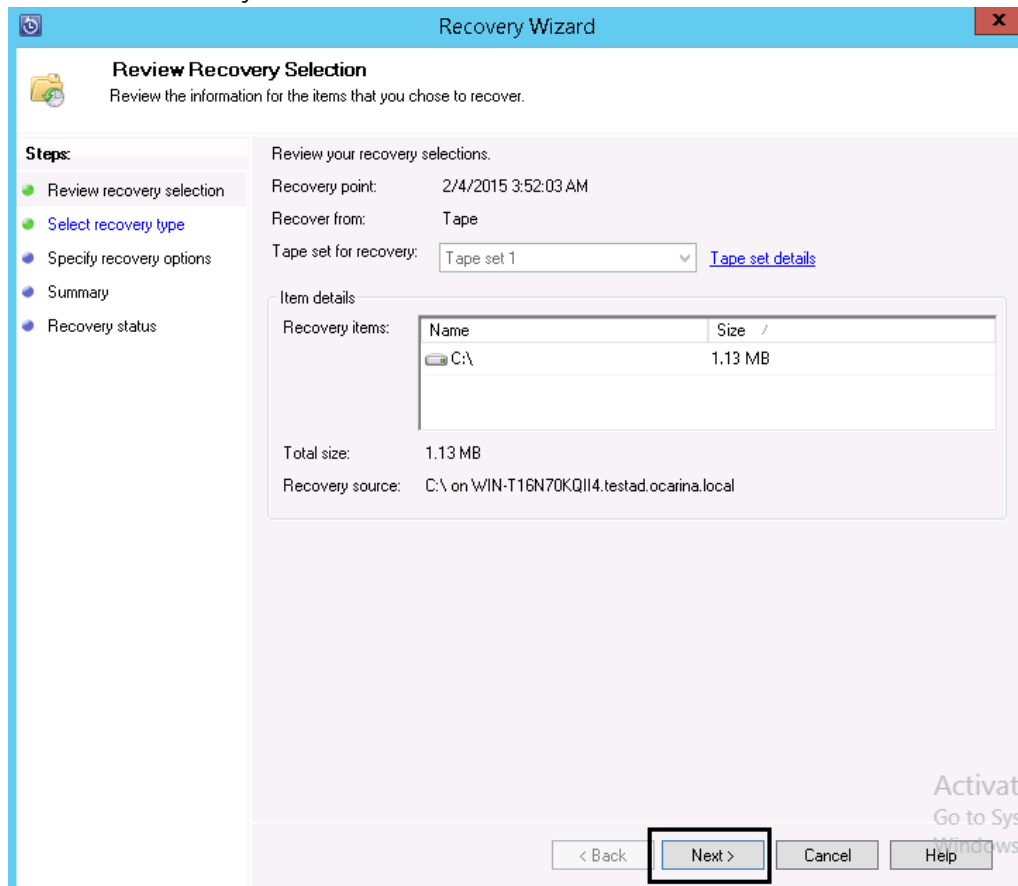 Recovery Wizard
x
Review Recovery Selection
Review the information for the items that you chose to recover.
Steps:
Review recovery selection
Select recovery type
Specify recovery options
Summary
Recovery status
Review your recovery selections.
Recovery point: 2/4/2015 3:52:03 AM
Recover from: Tape
Tape set for recovery: Tape set 1 Tape set details
Item details
Recovery items: Name Size
C:\ 1.13 MB
Total size: 1.13 MB
Recovery source: C:\ on WIN-T16N70KQII4.testad.ocarina.local
Activat
Go to Sys
Windows
< Back Next > Cancel Help